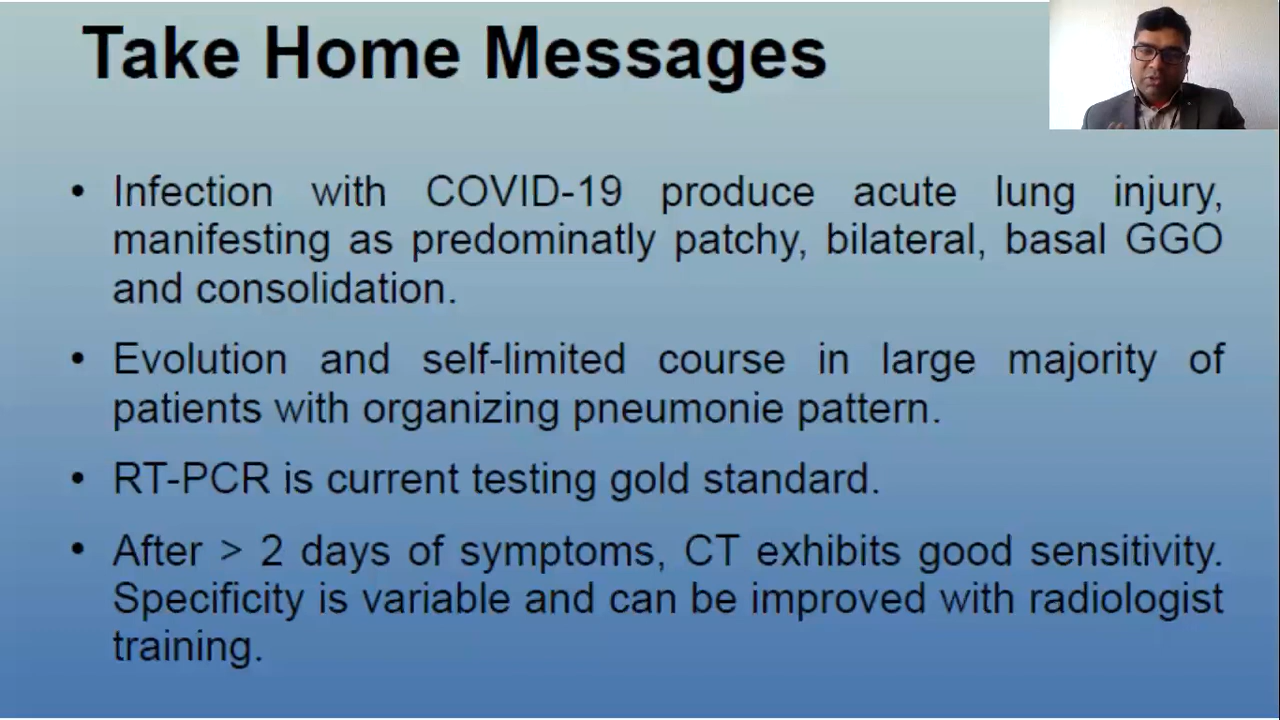 Take Home Messages
• Infection with COVID-19 produce acute lung injury,
manifesting as predominatly patchy, bilateral, basal GGO
and consolidation.
• Evolution and self-limited course in large majority of
patients with organizing pneumonie pattern.
• RT-PCR is current testing gold standard.
• After > 2 days of symptoms, CT exhibits good sensitivity.
Specificity is variable and can be improved with radiologist
training.